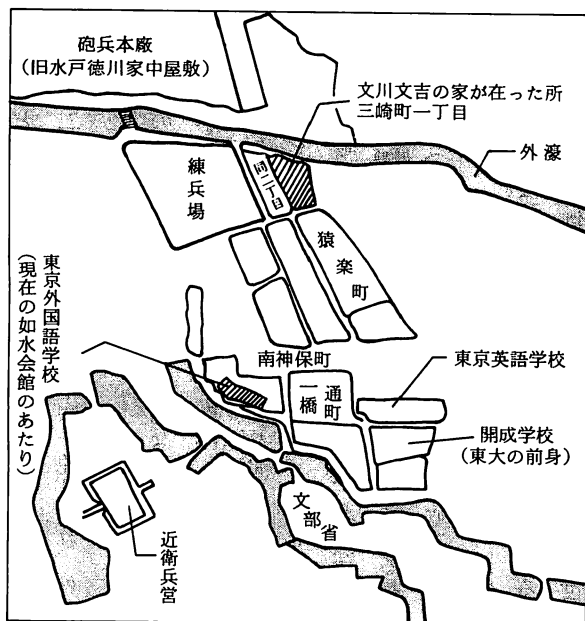 砲兵本廠
（旧水戸徳川家中屋敷）
文川文吉の家が在った所
三崎町一丁目
外濠
練兵場
同二丁目
猿楽町
東京外国語学校
（現在の如水会館のあたり）
南神保町
一橋
通町
東京英語学校
開成学校
（東大の前身）
文部省
近衛兵営